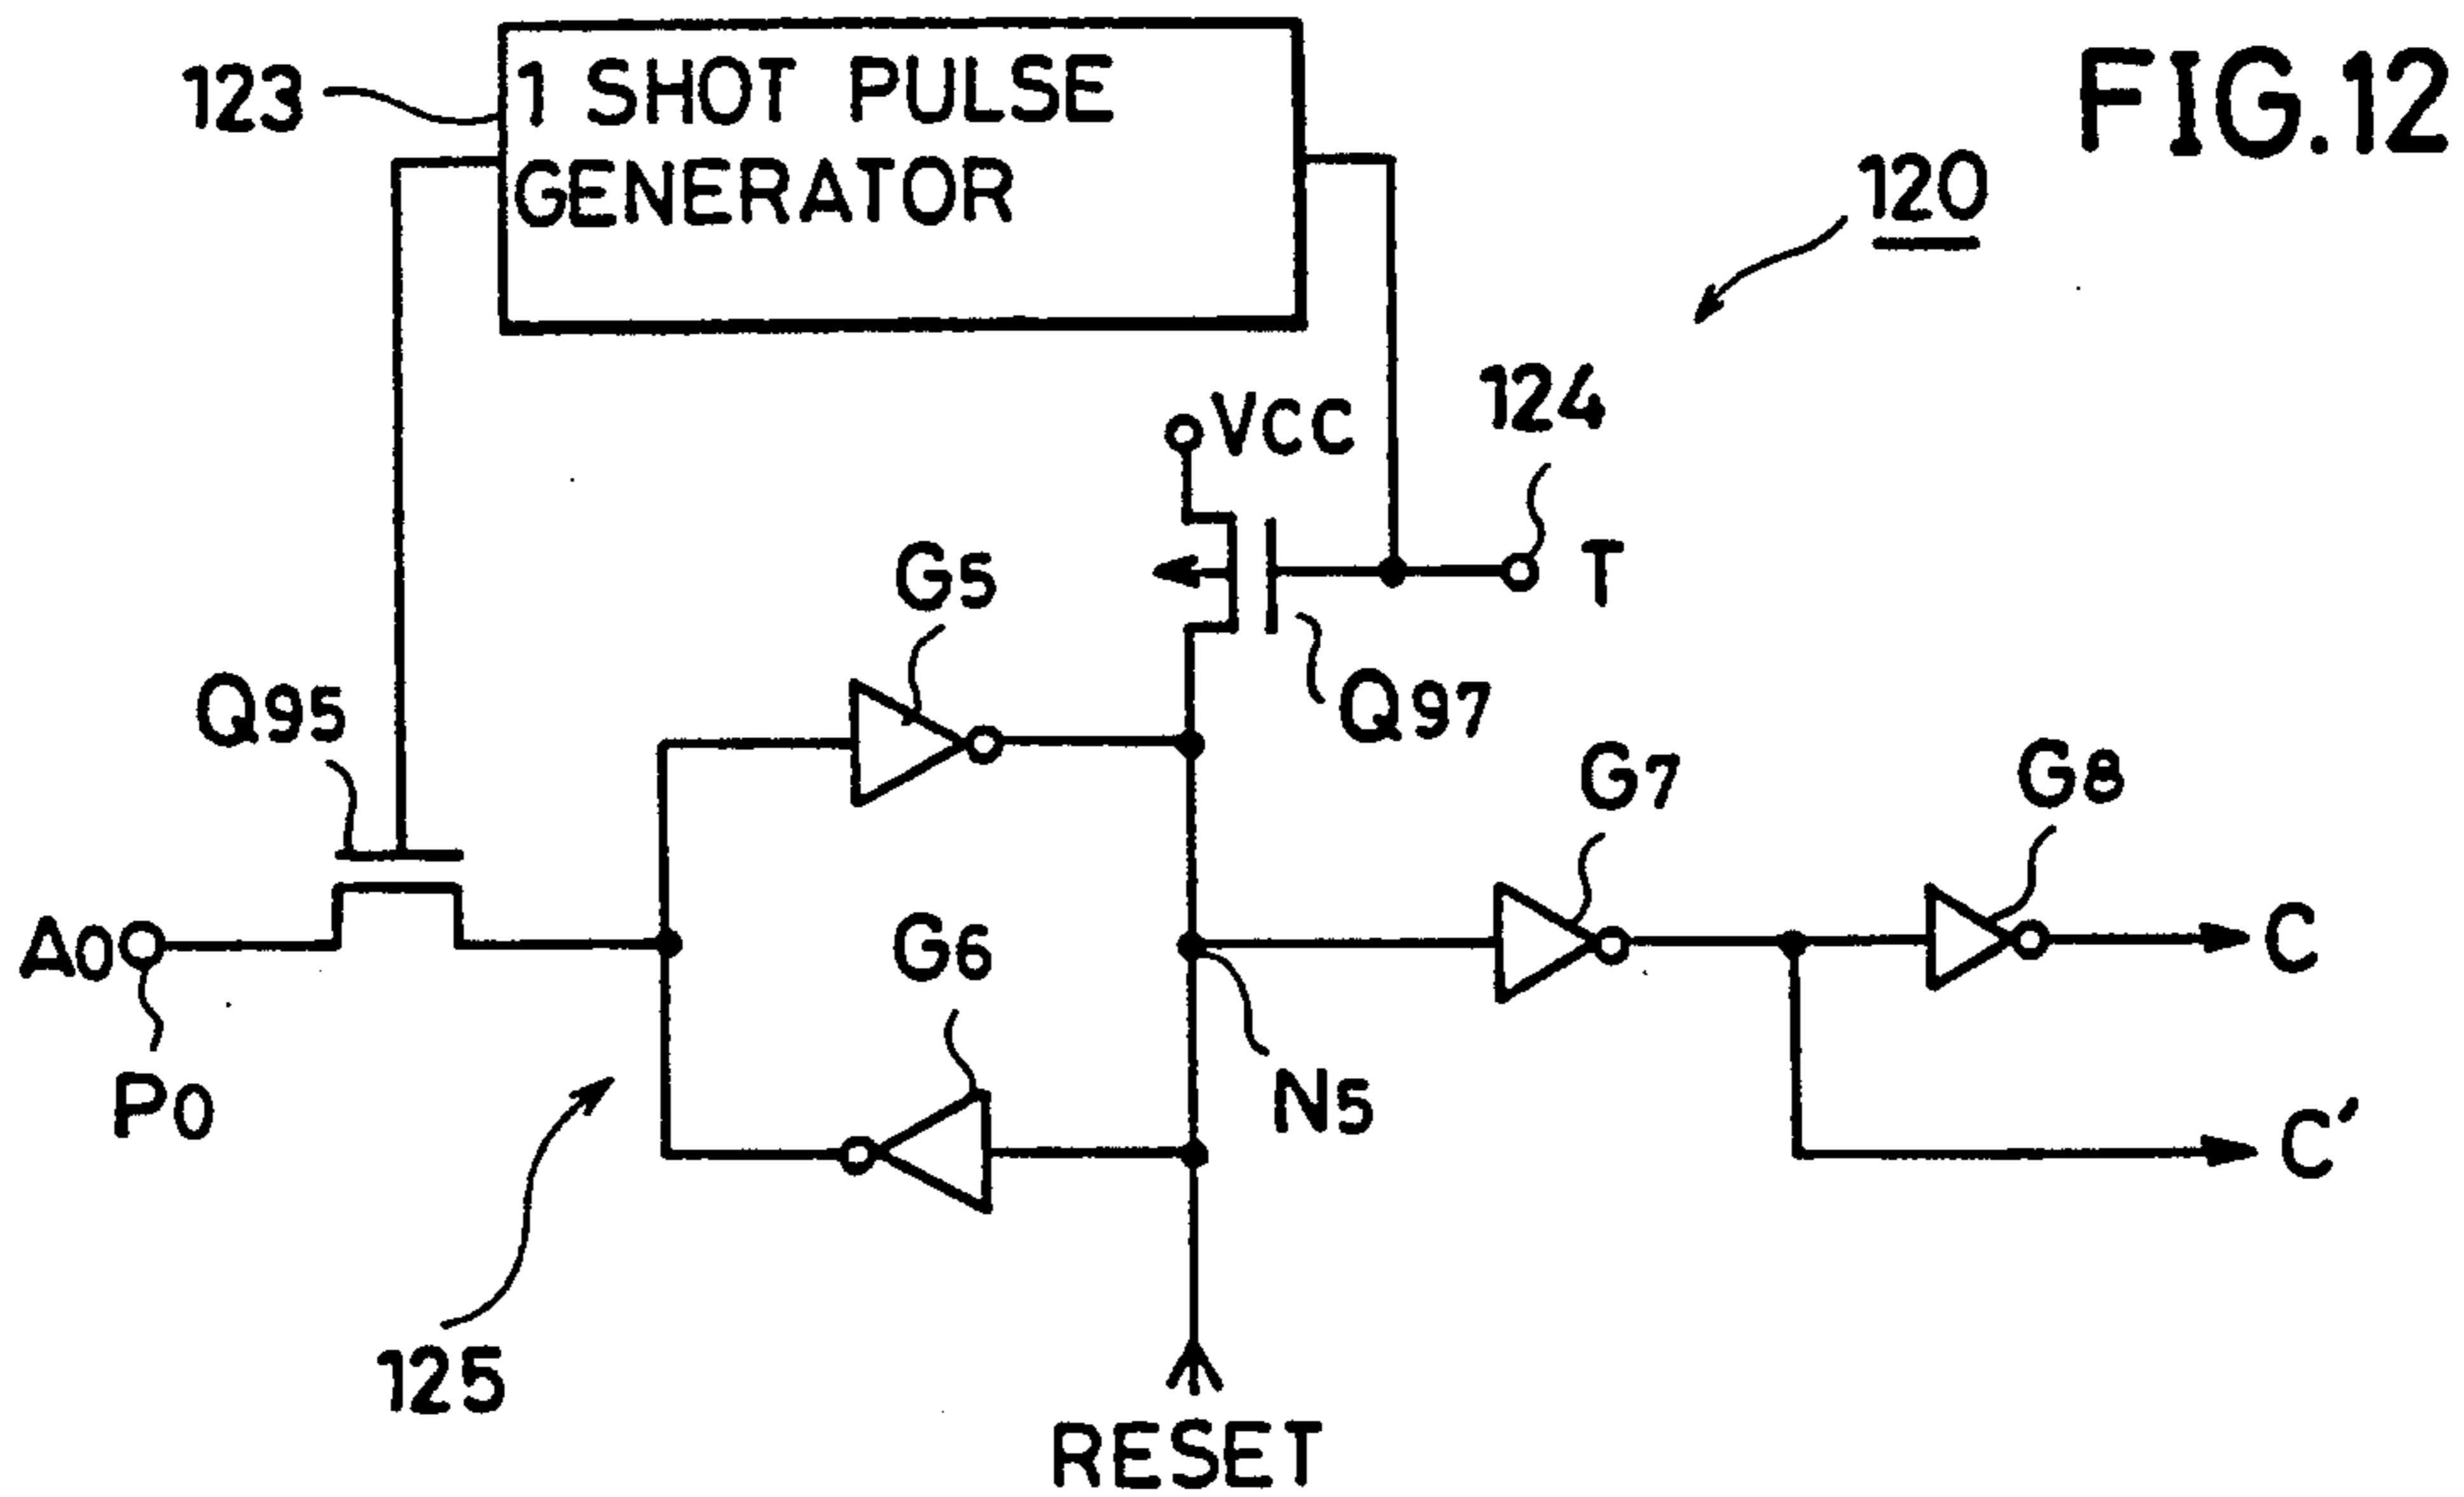 FIG.12
123
1 SHOT PULSE
GENERATOR
120
124
VCC
T
G5
Q95
Q97
G7
G8
A0
G6
C
P0
N5
C'
125
RESET